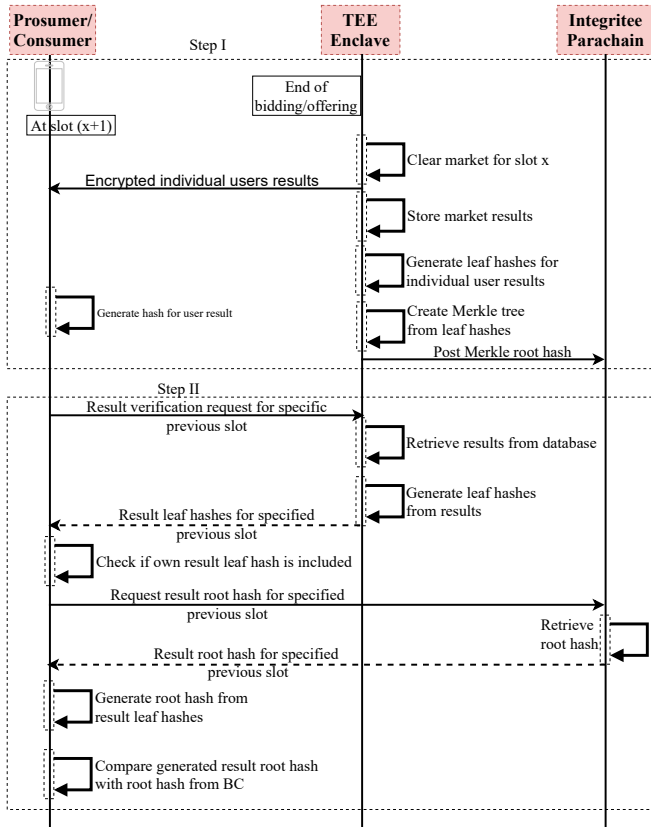 Prosumer/
Consumer
TEE
Enclave
Integritee
Parachain
Step I
At slot (x+1)
End of
bidding/offering
Clear market for slot x
Encrypted individual users results
Store market results
Generate leaf hashes for
individual user results
Generate hash for user result
Create Merkle tree
from leaf hashes
Post Merkle root hash
Step II
Result verification request for specific
previous slot
Retrieve results from database
Generate leaf hashes
from results
Result leaf hashes for specified
previous slot
Check if own result leaf hash is included
Request result root hash for specified
previous slot
Retrieve
root hash
Result root hash for specified
previous slot
Generate root hash from
result leaf hashes
Compare generated result root hash
with root hash from BC